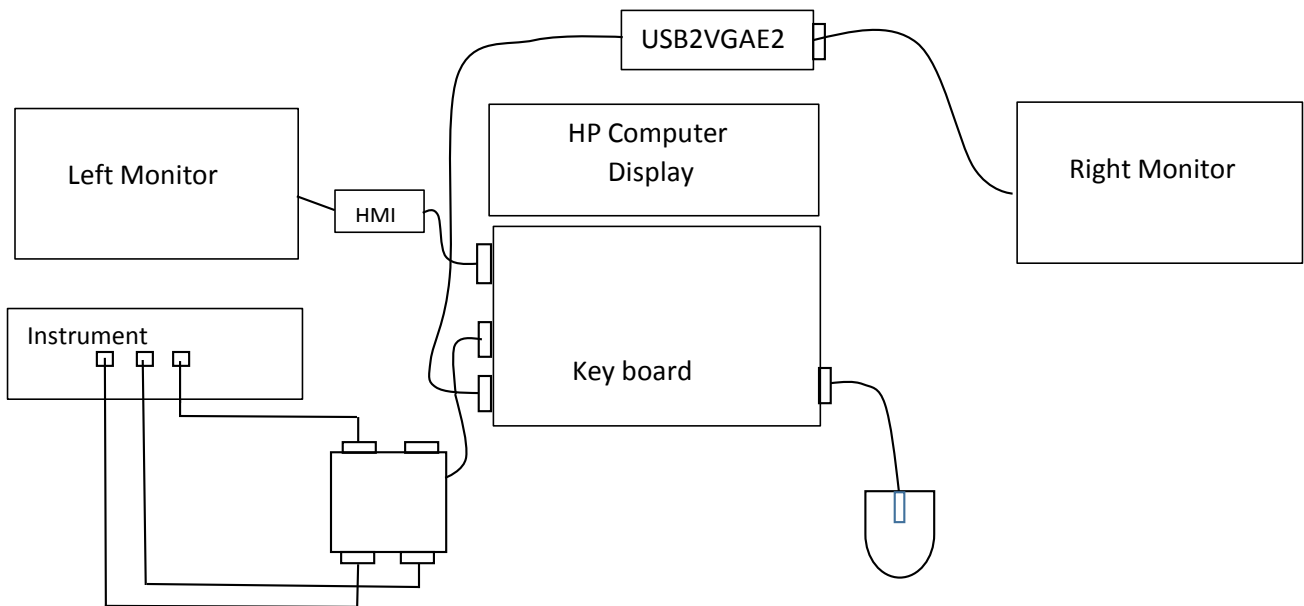 USB2VGAE2
HP Computer
Display
Left Monitor
Right Monitor
HMI
Instrument
Key board